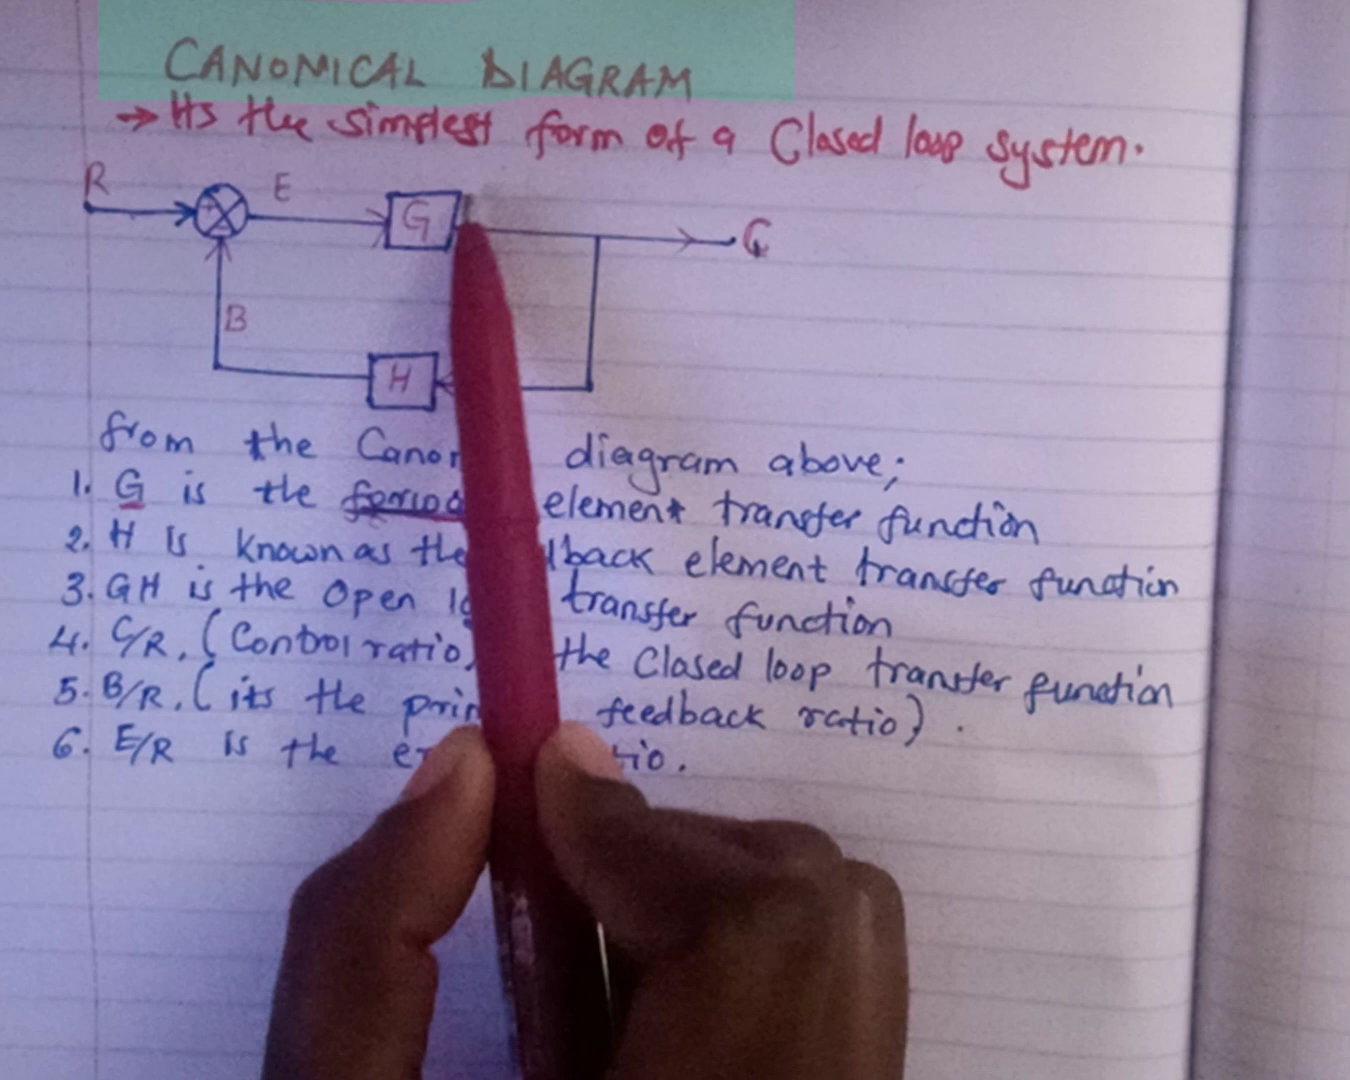 CANONICAL DIAGRAM
→ Its the simplest form of a Closed loop system.
R E G C
B
H
from the diagram above;
1. G is the element transfer function
2. H is known as the element transfer function
3. GH is the Open transfer function
4. C/R, (Control ratio) the Closed loop transfer function
5. B/R, (its the feedback ratio).
6. E/R is the